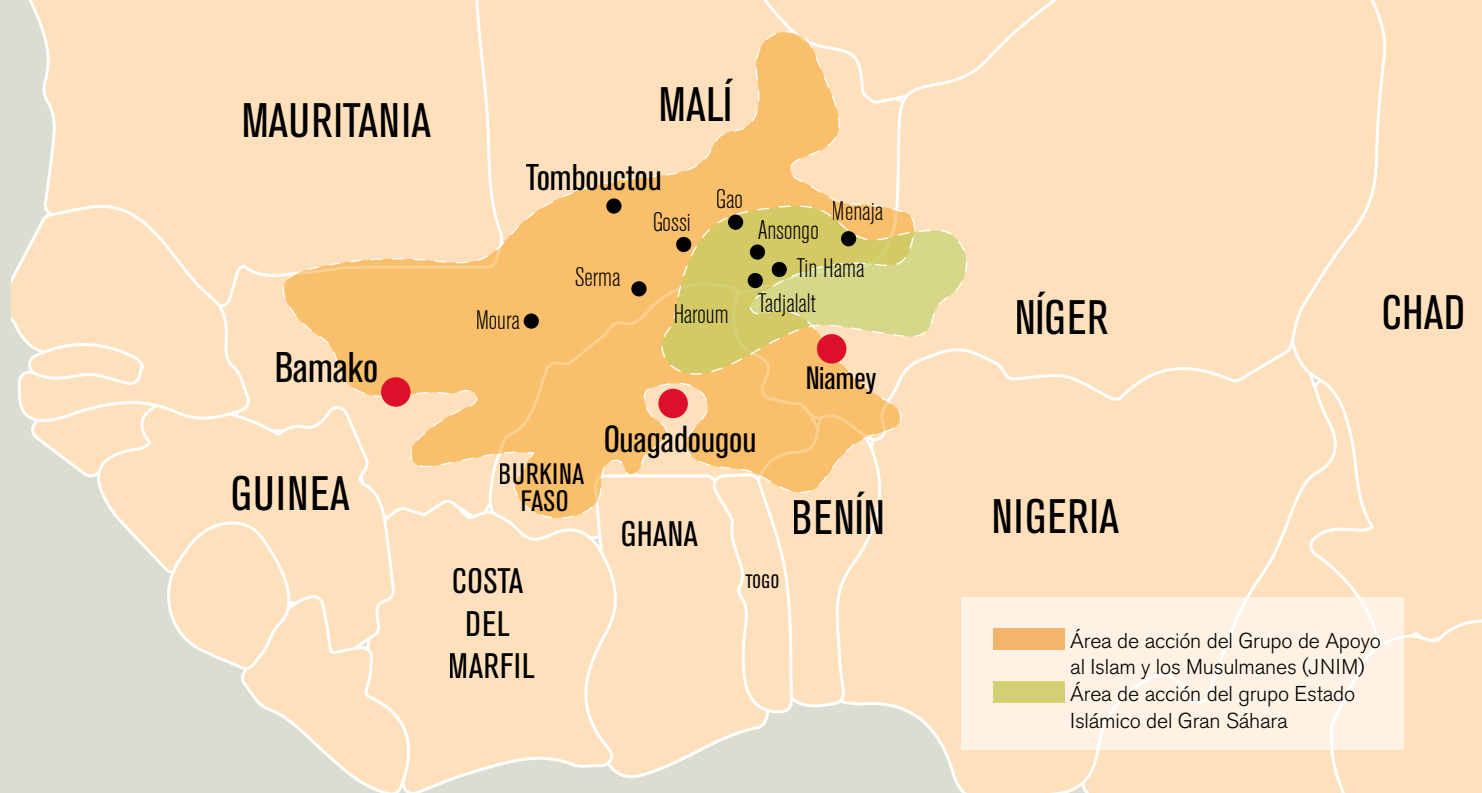 MAURITANIA
MALÍ
Tombouctou
Gao
Gossi
Menaja
Ansongo
Serma
Tin Hama
Tadjalalt
Haroum
Moura
NÍGER
CHAD
Bamako
Niamey
Ouagadougou
BURKINA
FASO
GUINEA
BENÍN
NIGERIA
GHANA
COSTA
DEL
MARFIL
TOGO
Área de acción del Grupo de Apoyo
al Islam y los Musulmanes (JNIM)
Área de acción del grupo Estado
Islámico del Gran Sáhara